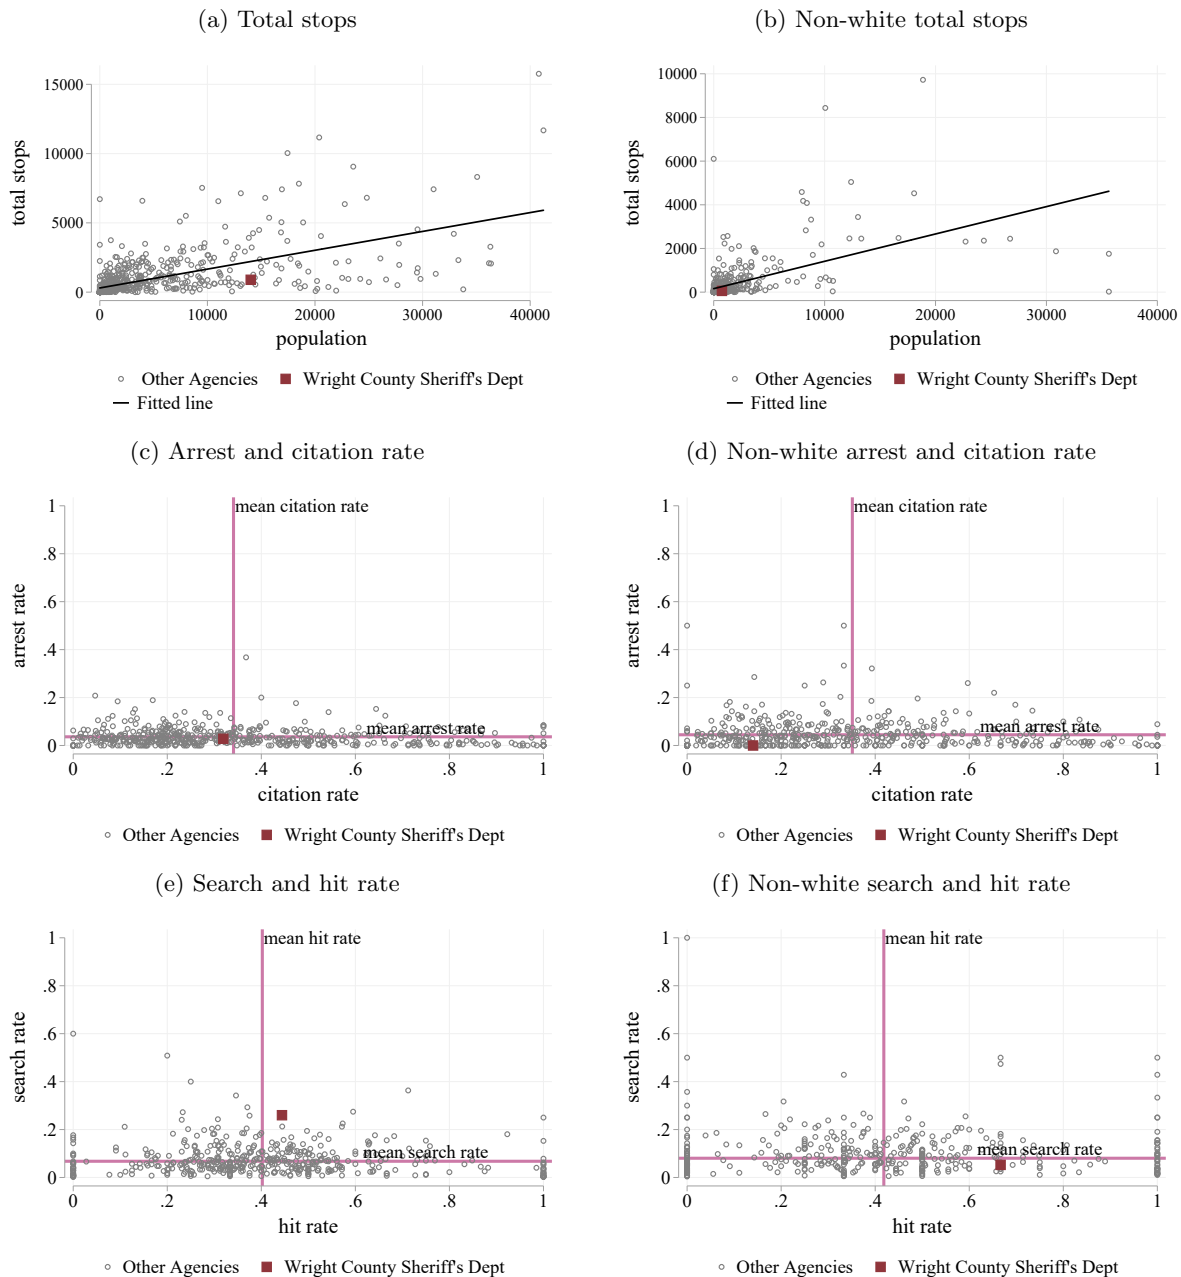 (a) Total stops
(b) Non-white total stops
total stops
15000
10000
5000
0
0 10000 20000 30000 40000
population
Other Agencies Wright County Sheriff's Dept
Fitted line
total stops
10000
8000
6000
4000
2000
0
0 10000 20000 30000 40000
population
Other Agencies Wright County Sheriff's Dept
Fitted line
(c) Arrest and citation rate
(d) Non-white arrest and citation rate
arrest rate
1
.8
.6
.4
.2
0
mean citation rate
mean arrest rate
0 .2 .4 .6 .8 1
citation rate
Other Agencies Wright County Sheriff's Dept
arrest rate
1
.8
.6
.4
.2
0
mean citation rate
mean arrest rate
0 .2 .4 .6 .8 1
citation rate
Other Agencies Wright County Sheriff's Dept
(e) Search and hit rate
(f) Non-white search and hit rate
search rate
1
.8
.6
.4
.2
0
mean hit rate
mean search rate
0 .2 .4 .6 .8 1
hit rate
Other Agencies Wright County Sheriff's Dept
search rate
1
.8
.6
.4
.2
0
mean hit rate
mean search rate
0 .2 .4 .6 .8 1
hit rate
Other Agencies Wright County Sheriff's Dept